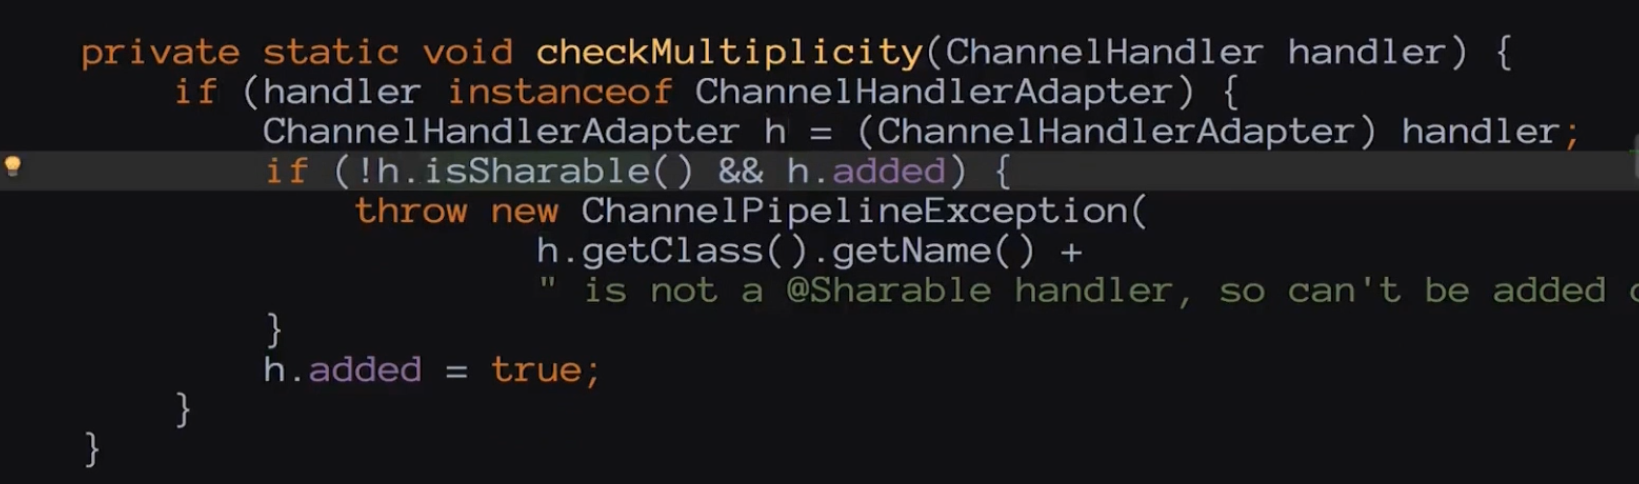 private static void checkMultiplicity(ChannelHandler handler) {
if (handler instanceof ChannelHandlerAdapter) {
ChannelHandlerAdapter h = (ChannelHandlerAdapter) handler;
if (!h.isSharable() && h.added) {
throw new ChannelPipelineException(
h.getClass().getName() +
" is not a @Sharable handler, so can't be added
}
h.added = true;
}
}